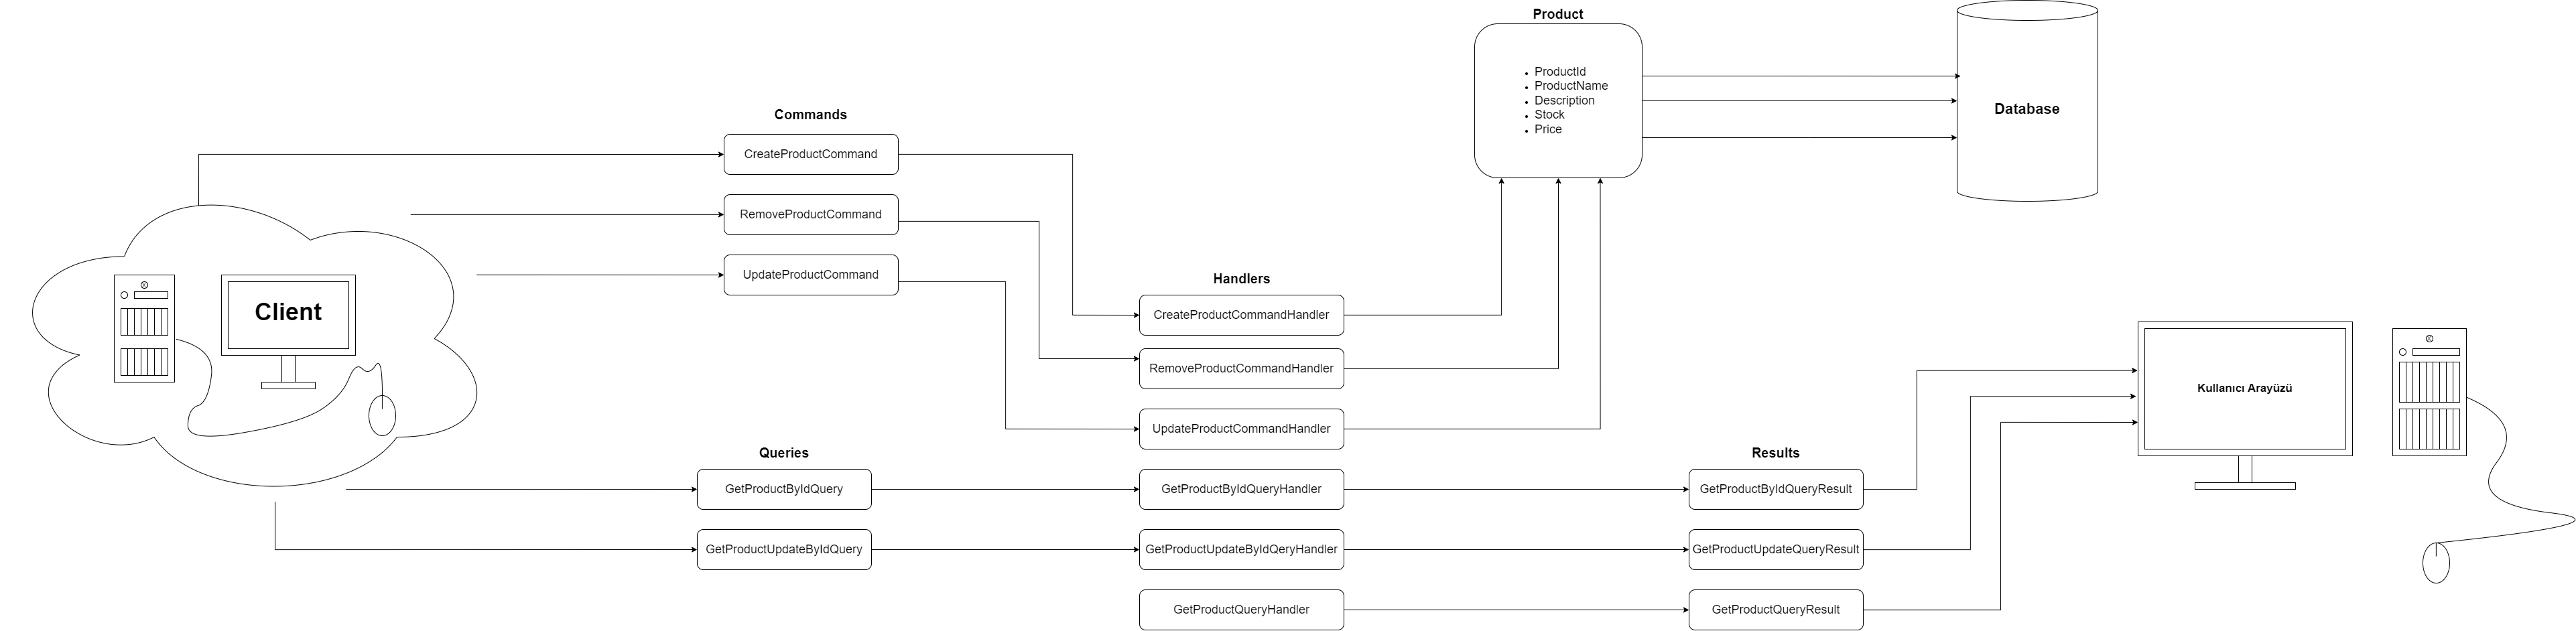 Product
ProductId
ProductName
Description
Stock
Price
Database
Commands
CreateProductCommand
RemoveProductCommand
UpdateProductCommand
Client
Handlers
CreateProductCommandHandler
RemoveProductCommandHandler
UpdateProductCommandHandler
Kullanıcı Arayüzü
Queries
Results
GetProductByIdQuery
GetProductByIdQueryHandler
GetProductByIdQueryResult
GetProductUpdateByIdQuery
GetProductUpdateByIdQeryHandler
GetProductUpdateQueryResult
GetProductQueryHandler
GetProductQueryResult